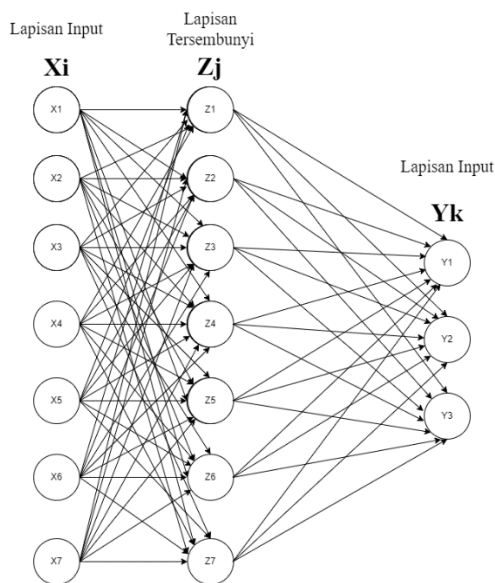 Lapisan Input
Xi
X1
X2
X3
X4
X5
X6
X7
Lapisan
Tersembunyi
Zj
Z1
Z2
Z3
Z4
Z5
Z6
Z7
Lapisan Input
Yk
Y1
Y2
Y3